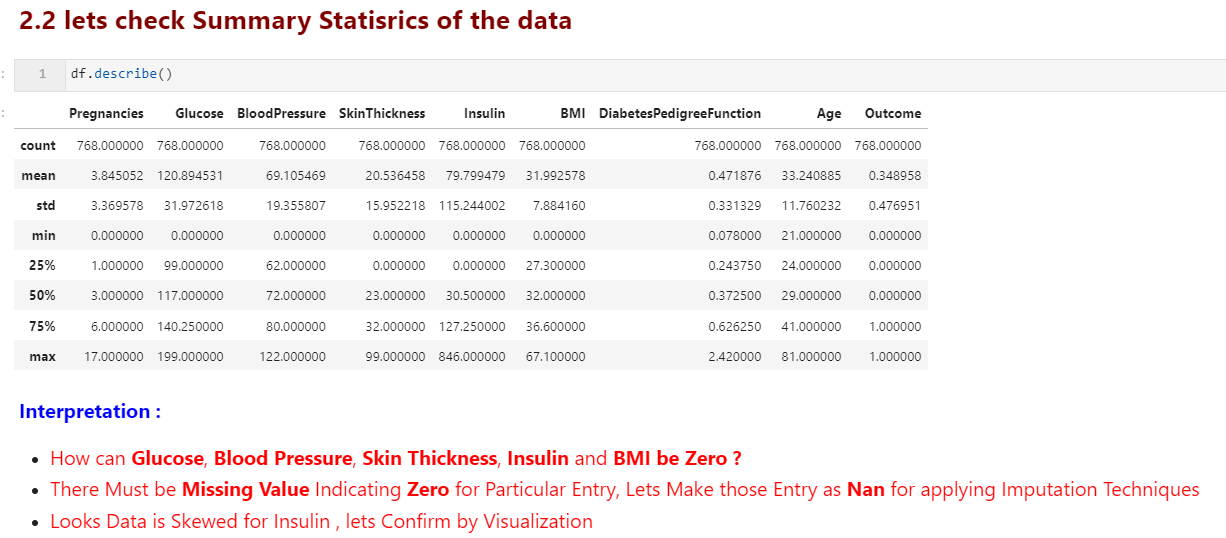 2.2 lets check Summary Statisrics of the data
: 1 df.describe()
: Pregnancies Glucose BloodPressure SkinThickness Insulin BMI DiabetesPedigreeFunction Age Outcome
count 768.000000 768.000000 768.000000 768.000000 768.000000 768.000000 768.000000 768.000000 768.000000
mean 3.845052 120.894531 69.105469 20.536458 79.799479 31.992578 0.471876 33.240885 0.348958
std 3.369578 31.972618 19.355807 15.952218 115.244002 7.884160 0.331329 11.760232 0.476951
min 0.000000 0.000000 0.000000 0.000000 0.000000 0.000000 0.078000 21.000000 0.000000
25% 1.000000 99.000000 62.000000 0.000000 0.000000 27.300000 0.243750 24.000000 0.000000
50% 3.000000 117.000000 72.000000 23.000000 30.500000 32.000000 0.372500 29.000000 0.000000
75% 6.000000 140.250000 80.000000 32.000000 127.250000 36.600000 0.626250 41.000000 1.000000
max 17.000000 199.000000 122.000000 99.000000 846.000000 67.100000 2.420000 81.000000 1.000000
Interpretation :
• How can Glucose, Blood Pressure, Skin Thickness, Insulin and BMI be Zero ?
• There Must be Missing Value Indicating Zero for Particular Entry, Lets Make those Entry as Nan for applying Imputation Techniques
• Looks Data is Skewed for Insulin , lets Confirm by Visualization